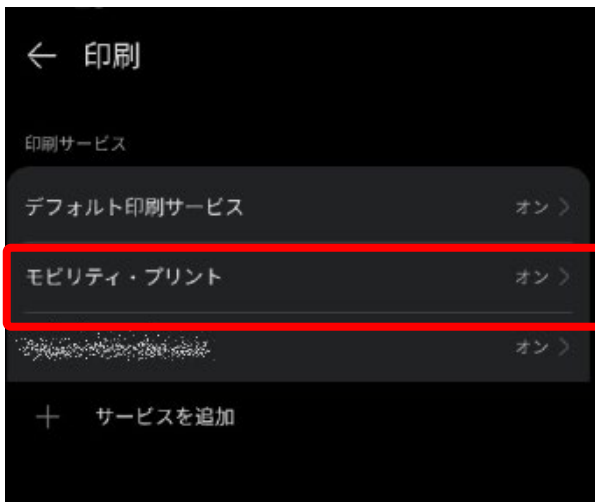 ← 印刷
印刷サービス
デフォルト印刷サービス オン >
モビリティ・プリント オン >
オン >
＋ サービスを追加